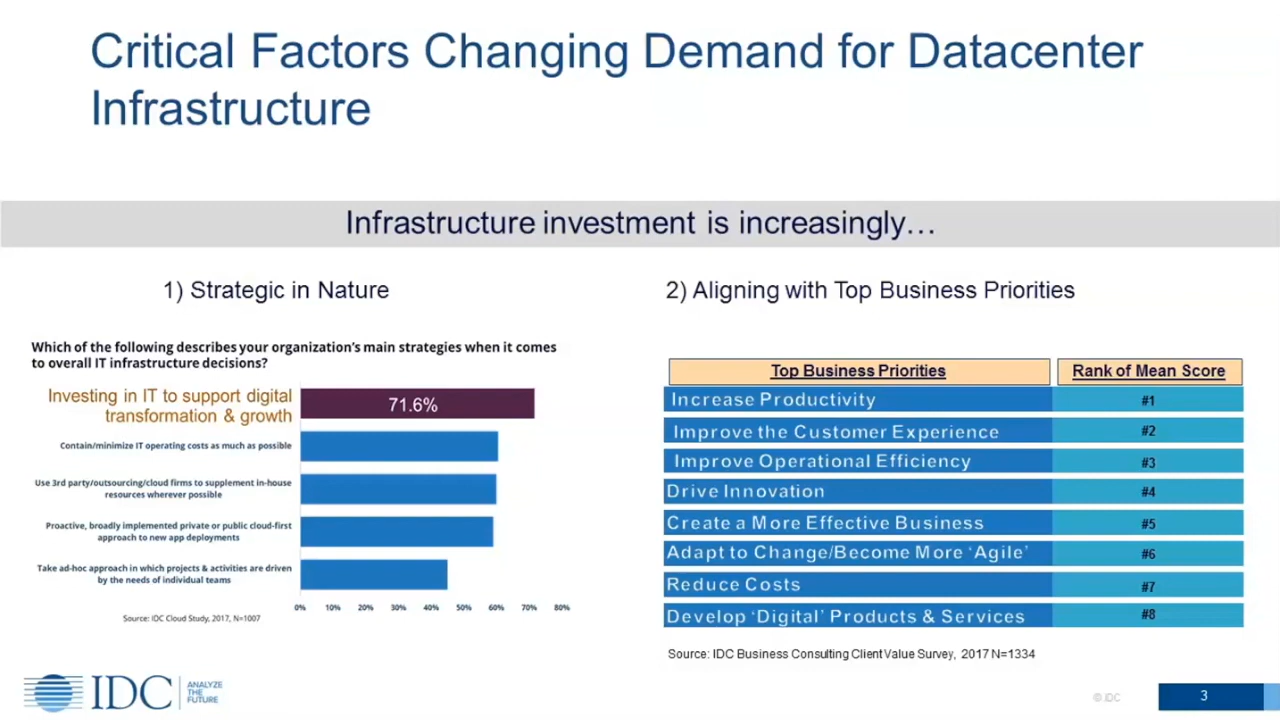 Critical Factors Changing Demand for Datacenter
Infrastructure
Infrastructure investment is increasingly…
1) Strategic in Nature
Which of the following describes your organization's main strategies when it comes
to overall IT infrastructure decisions?
Investing in IT to support digital
transformation & growth
71.6%
Contain/minimize IT operating costs as much as possible
Use 3rd party/outsourcing/cloud firms to supplement in-house
resources wherever possible
Proactive, broadly implemented private or public cloud-first
approach to new app deployments
Take ad-hoc approach in which projects & activities are driven
by the needs of individual teams
0% 10% 20% 30% 40% 50% 60% 70% 80%
Source: IDC Cloud Study, 2017, N=1007
2) Aligning with Top Business Priorities
Top Business Priorities Rank of Mean Score
Increase Productivity #1
Improve the Customer Experience #2
Improve Operational Efficiency #3
Drive Innovation #4
Create a More Effective Business #5
Adapt to Change/Become More ‘Agile’ #6
Reduce Costs #7
Develop ‘Digital’ Products & Services #8
Source: IDC Business Consulting Client Value Survey, 2017 N=1334
IDC
ANALYZE
THE
FUTURE
© IDC
3